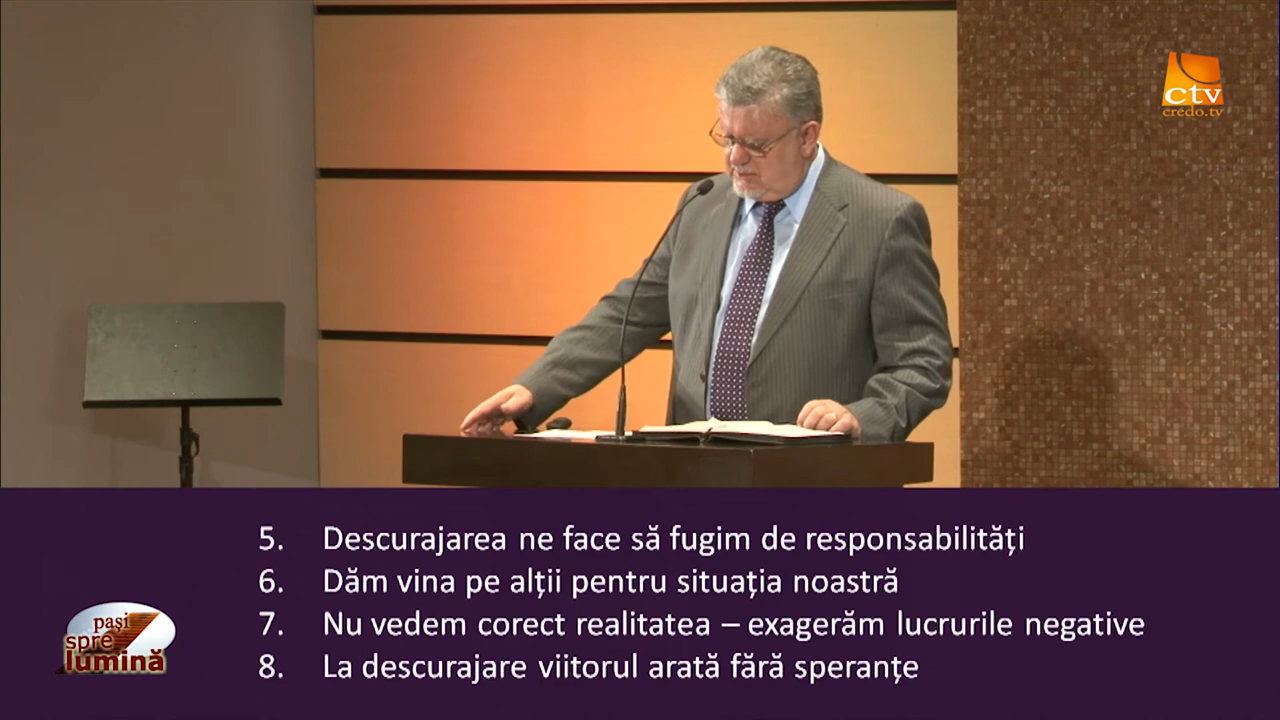 ctv
credo.tv
5. Descurajarea ne face să fugim de responsabilități
6. Dăm vina pe alții pentru situația noastră
7. Nu vedem corect realitatea – exagerăm lucrurile negative
8. La descurajare viitorul arată fără speranțe
pași
spre
lumină